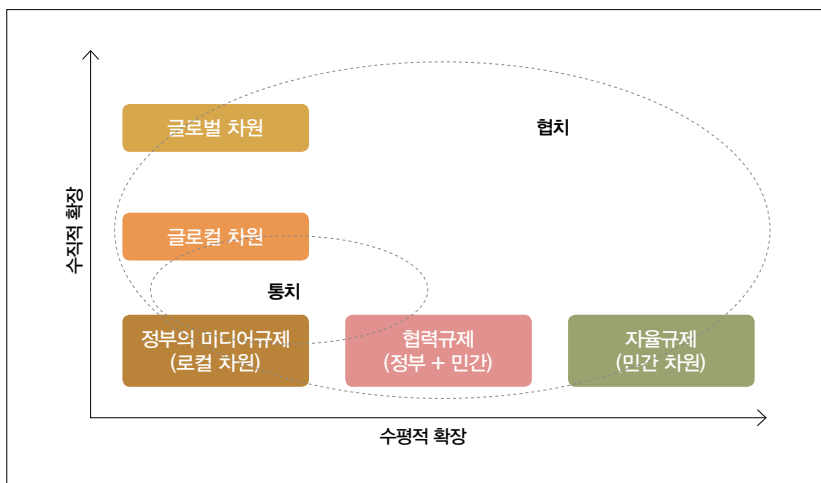 글로벌 차원
협치
수직적 확장
글로컬 차원
통치
정부의 미디어규제
(로컬 차원)
협력규제
(정부 + 민간)
자율규제
(민간 차원)
수평적 확장